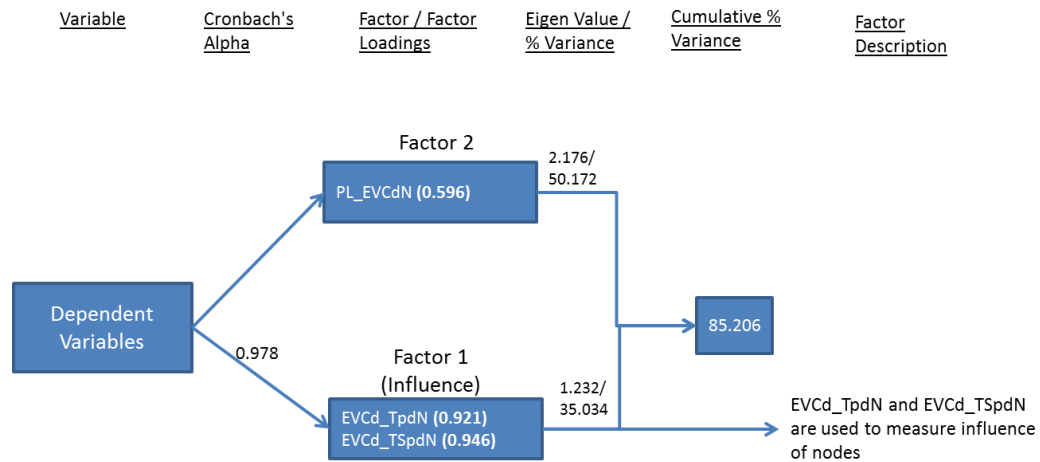 Variable
Cronbach's
Alpha
Factor / Factor
Loadings
Eigen Value /
% Variance
Cumulative %
Variance
Factor
Description
Factor 2
2.176/
50.172
PL_EVCdN (0.596)
Dependent
Variables
85.206
0.978
Factor 1
(Influence)
1.232/
35.034
EVCd_TpdN (0.921)
EVCd_TSpdN (0.946)
EVCd_TpdN and EVCd_TSpdN
are used to measure influence
of nodes